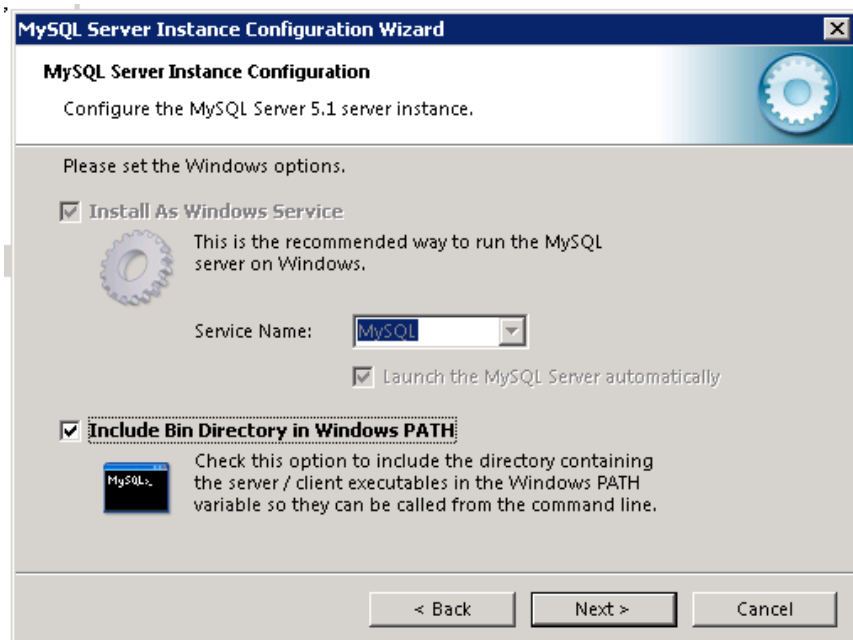 MySQL Server Instance Configuration Wizard
MySQL Server Instance Configuration
Configure the MySQL Server 5.1 server instance.
Please set the Windows options.
Install As Windows Service
This is the recommended way to run the MySQL
server on Windows.
Service Name: MySQL
Launch the MySQL Server automatically
Include Bin Directory in Windows PATH
MySQL>_
Check this option to include the directory containing
the server / client executables in the Windows PATH
variable so they can be called from the command line.
< Back Next > Cancel